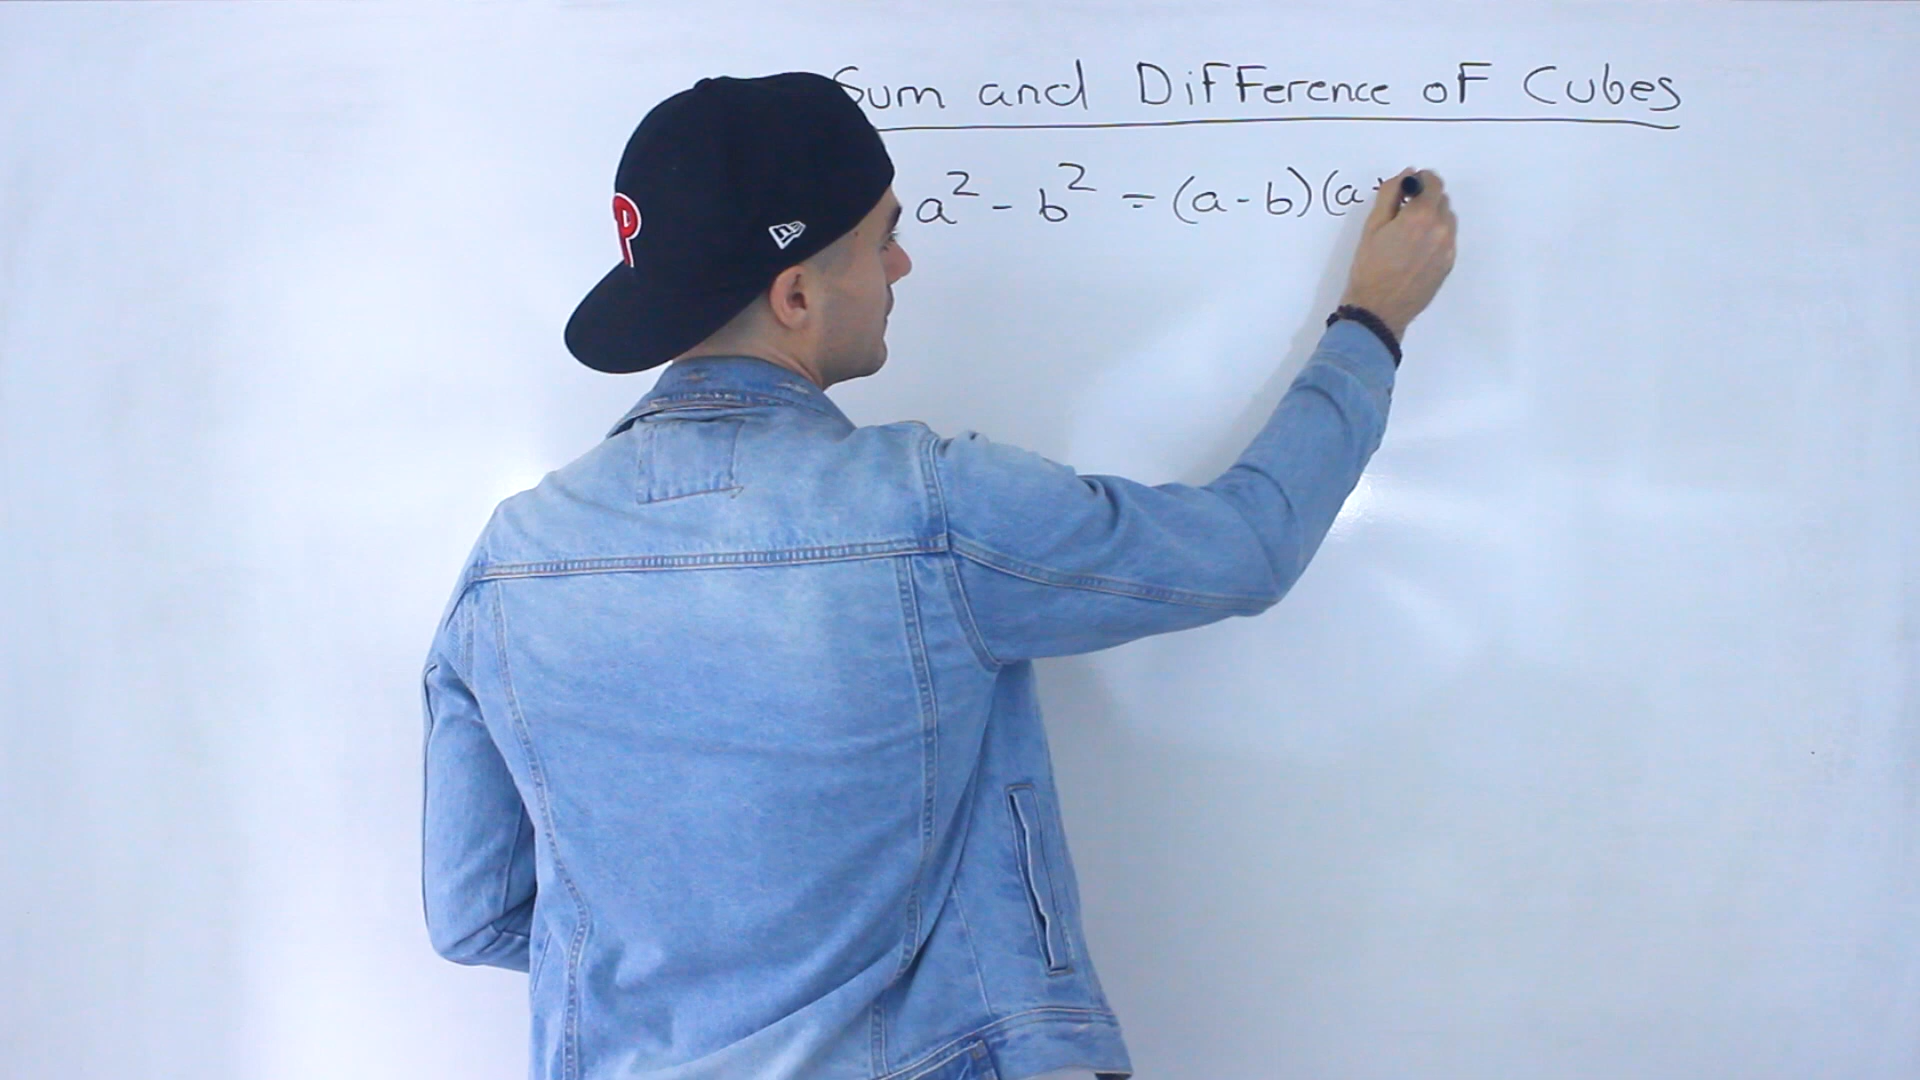 Sum and Difference of Cubes
a² - b² = (a - b)(a +
P